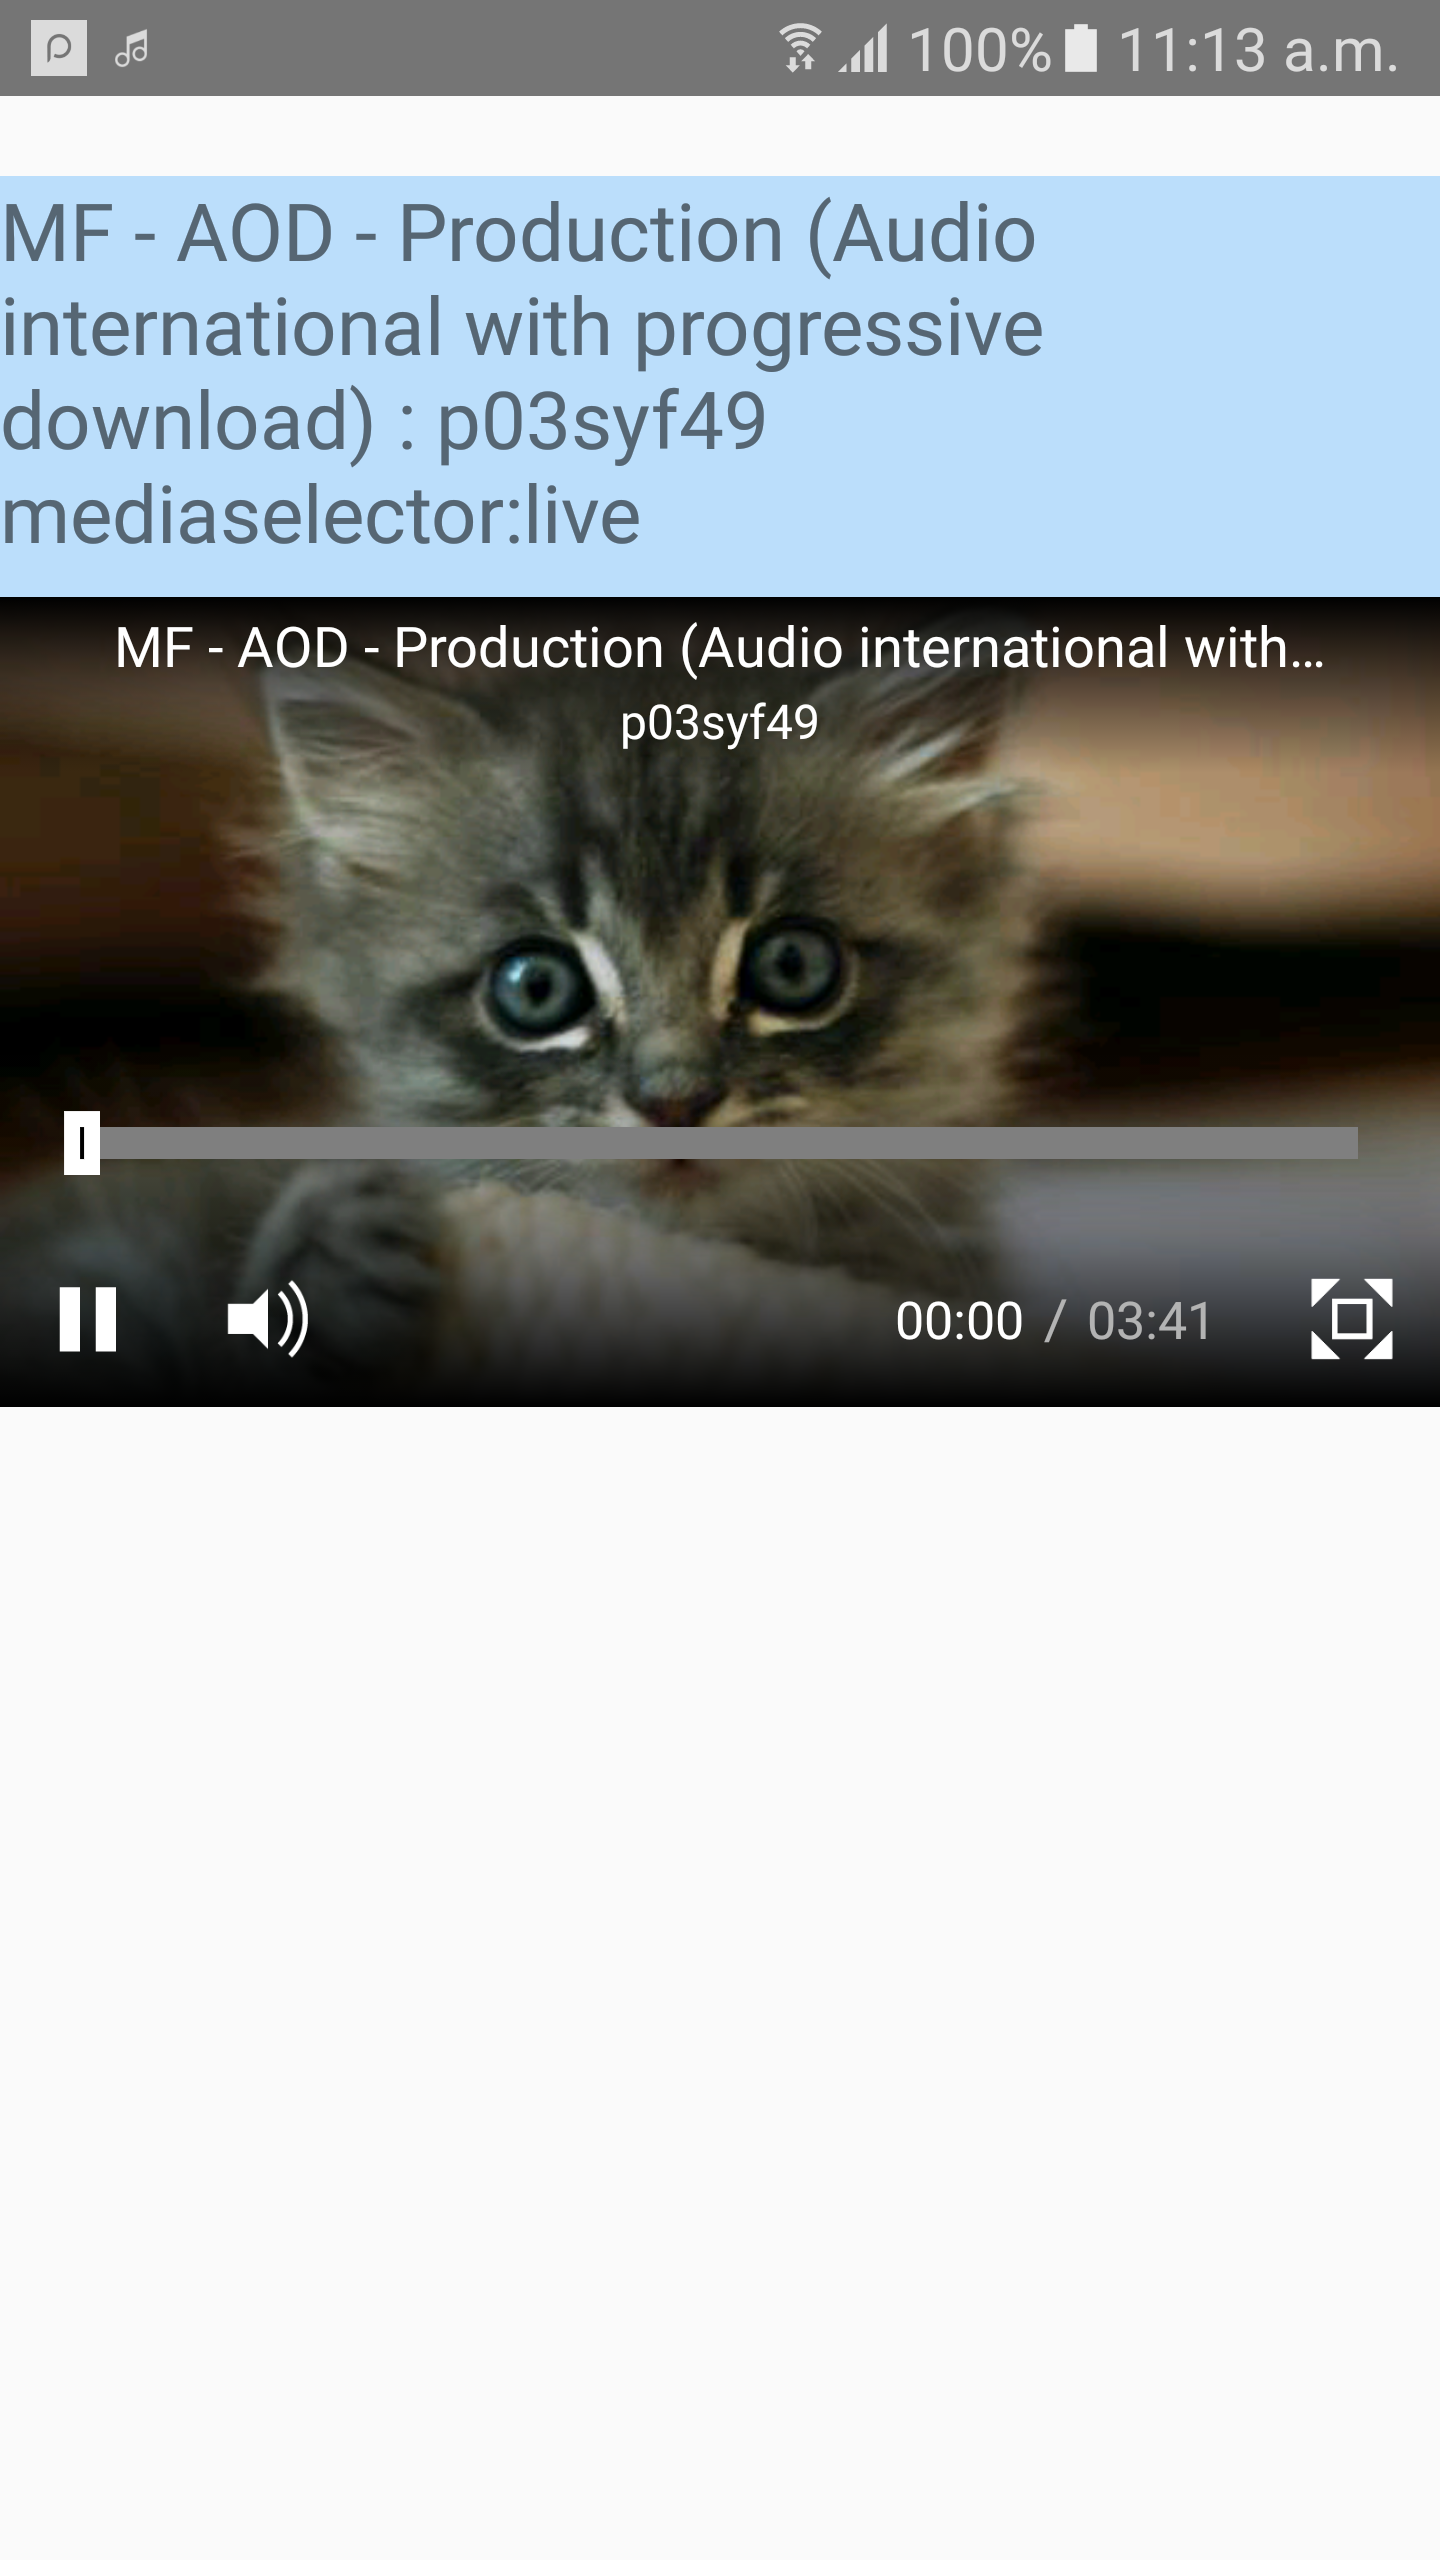 100% 11:13 a.m.
MF - AOD - Production (Audio
international with progressive
download) : p03syf49
mediaselector:live
MF - AOD - Production (Audio international with...
p03syf49
00:00 / 03:41